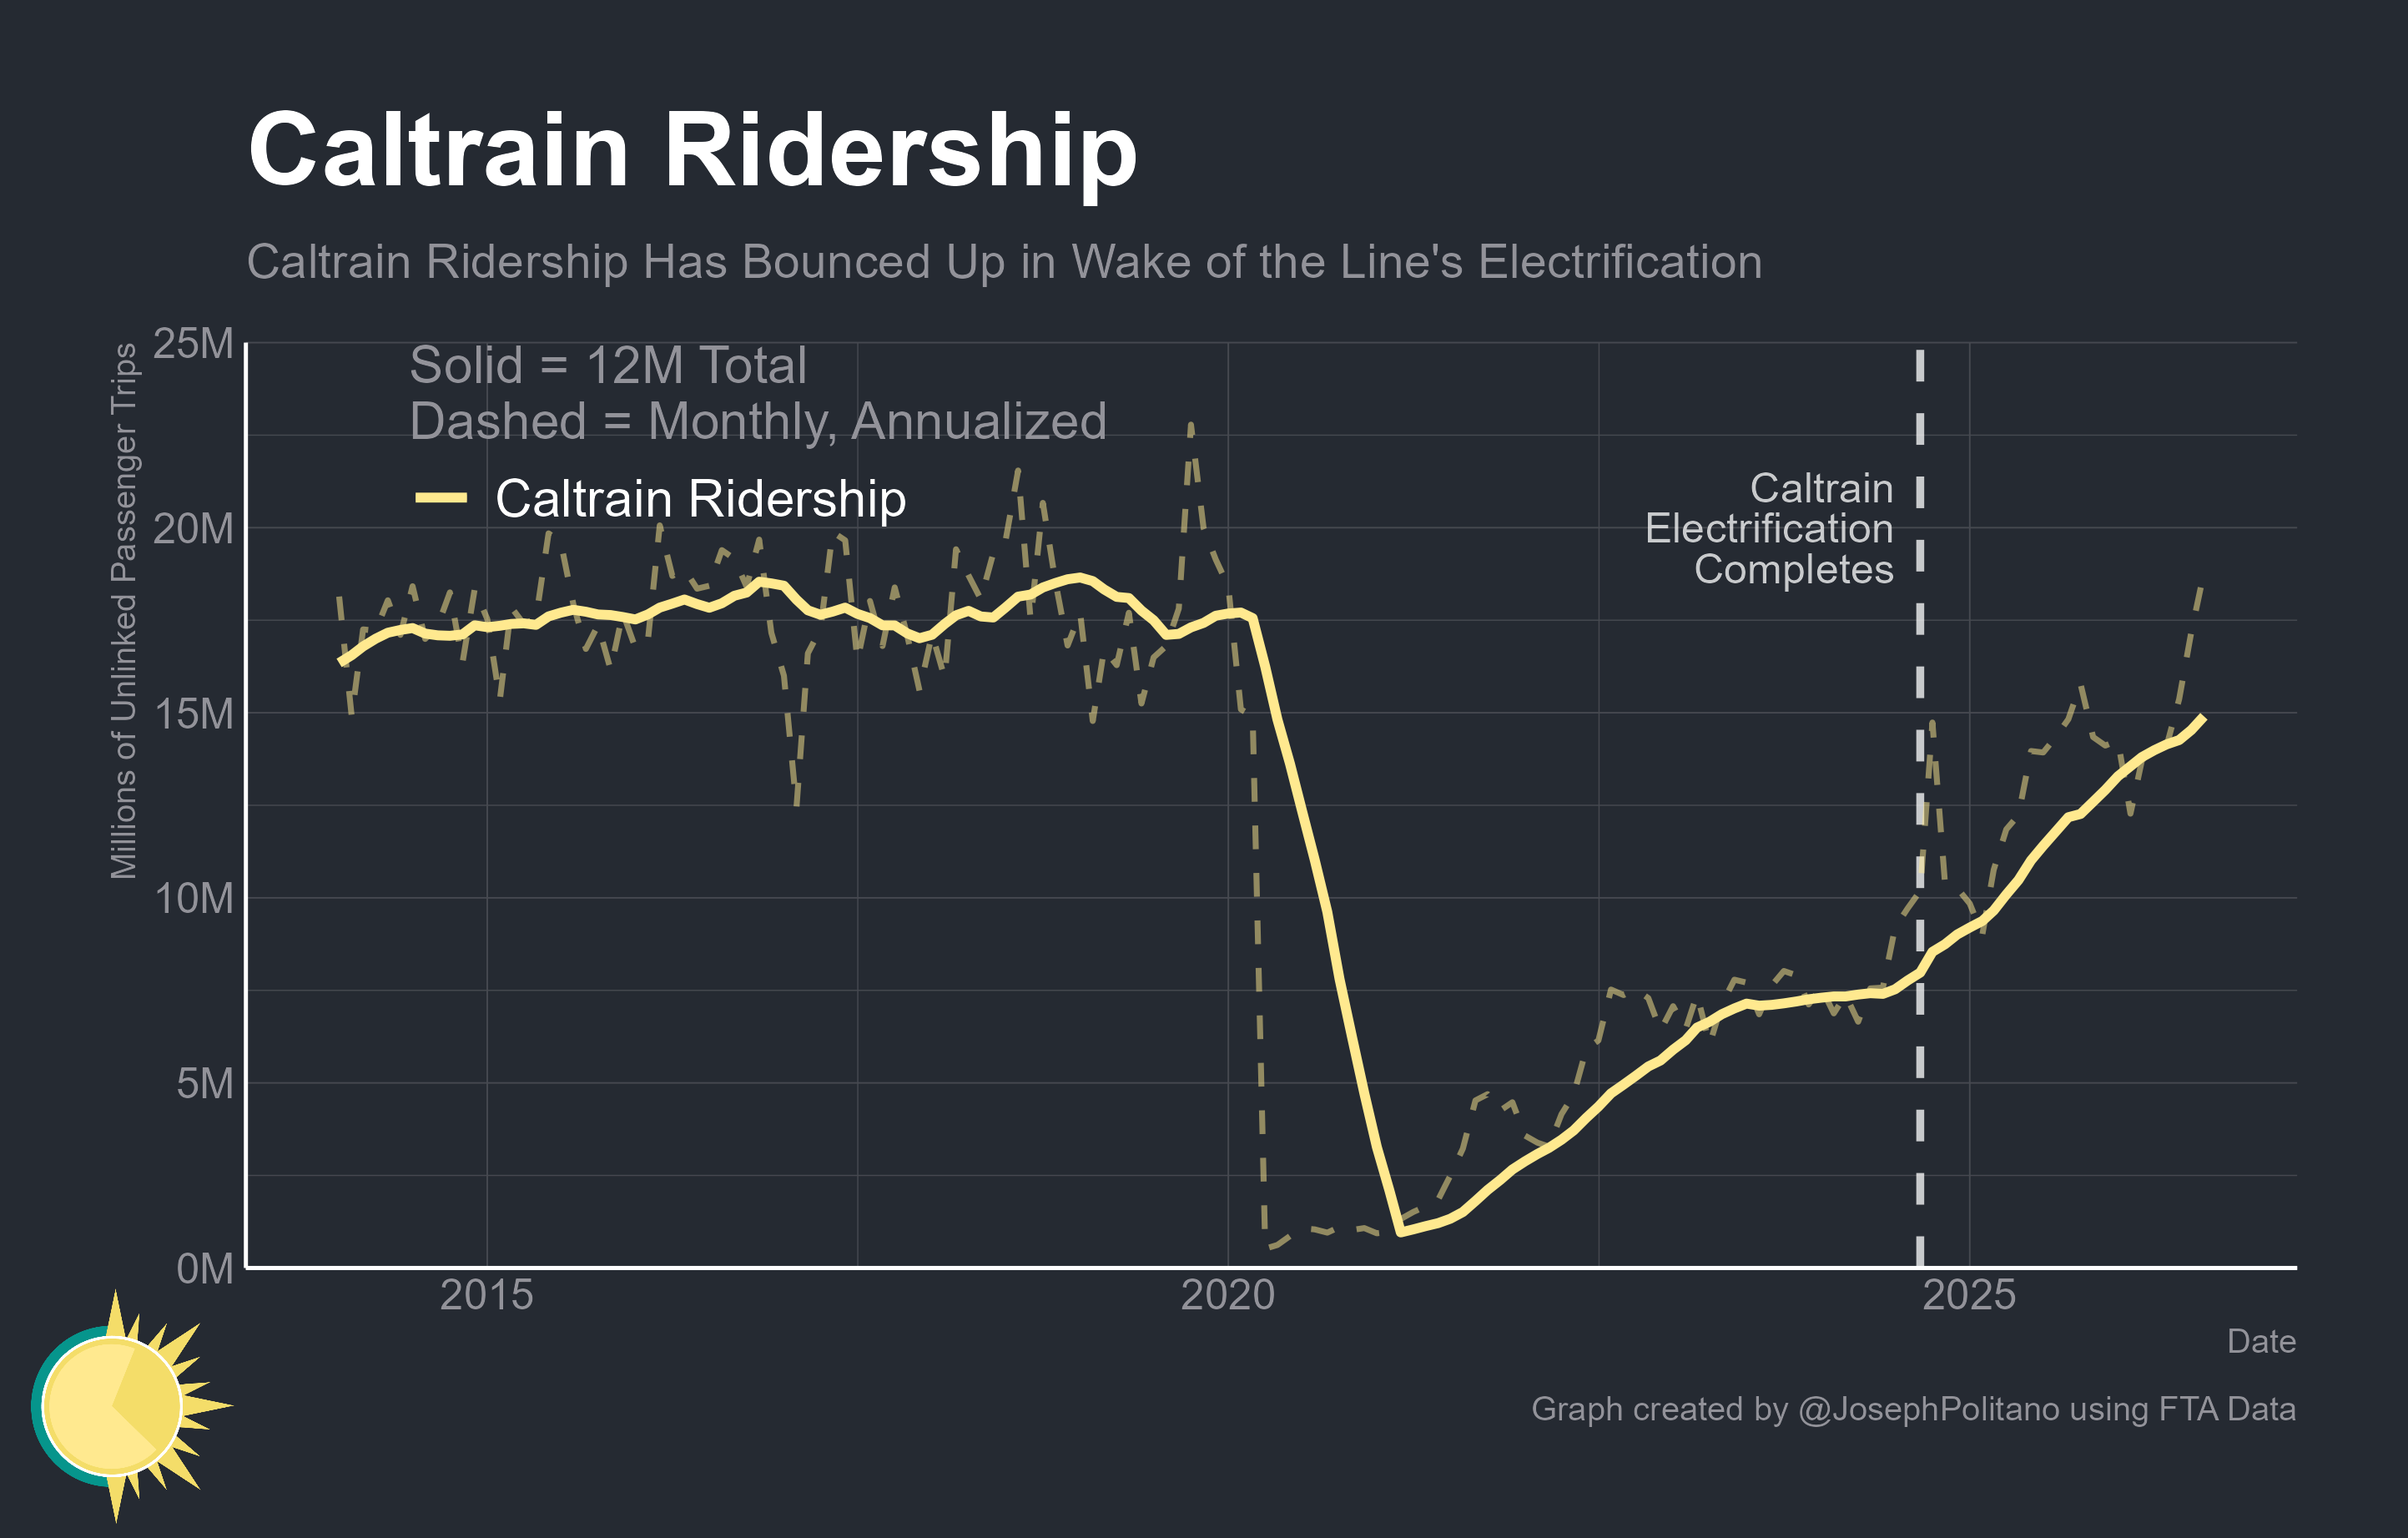 Caltrain Ridership
Caltrain Ridership Has Bounced Up in Wake of the Line's Electrification
Millions of Unlinked Passenger Trips
25M
20M
15M
10M
5M
0M
Solid = 12M Total
Dashed = Monthly, Annualized
Caltrain Ridership
Caltrain
Electrification
Completes
2015
2020
2025
Date
Graph created by @JosephPolitano using FTA Data